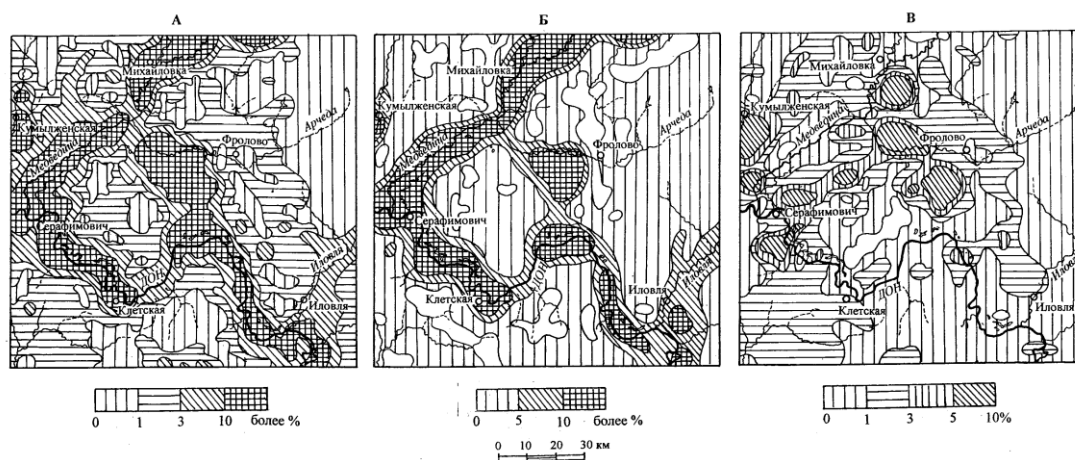 А Б В
Михайловка
Кумылженская
Медведица
Арчеда
Фролово
Серафимович
ДОН
Клетская
Иловля
Иловля
Михайловка
Кумылженская
Медведица
Арчеда
Фролово
Серафимович
ДОН
Клетская
Иловля
Иловля
Михайловка
Кумылженская
Медведица
Арчеда
Фролово
Серафимович
ДОН
Клетская
Иловля
Иловля
0 1 3 10 более %
0 5 10 более %
0 1 3 5 10%
0 10 20 30 км